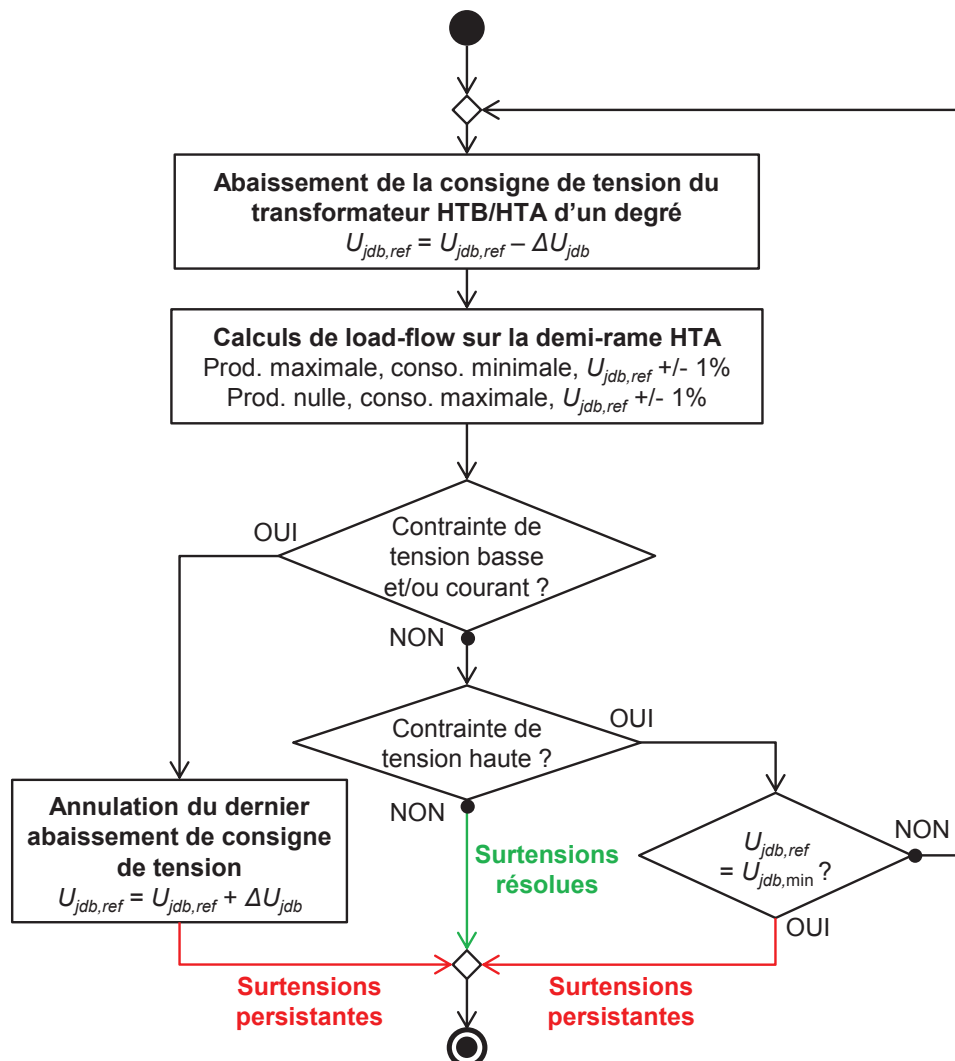 Abaissement de la consigne de tension du
transformateur HTB/HTA d’un degré
Ujdb,ref = Ujdb,ref – ΔUjdb
Calculs de load-flow sur la demi-rame HTA
Prod. maximale, conso. minimale, Ujdb,ref +/- 1%
Prod. nulle, conso. maximale, Ujdb,ref +/- 1%
OUI
Contrainte de
tension basse
et/ou courant ?
NON
Contrainte de
tension haute ?
OUI
NON
Annulation du dernier
abaissement de consigne
de tension
Ujdb,ref = Ujdb,ref + ΔUjdb
Surtensions
résolues
Ujdb,ref
= Ujdb,min ?
NON
OUI
Surtensions
persistantes
Surtensions
persistantes